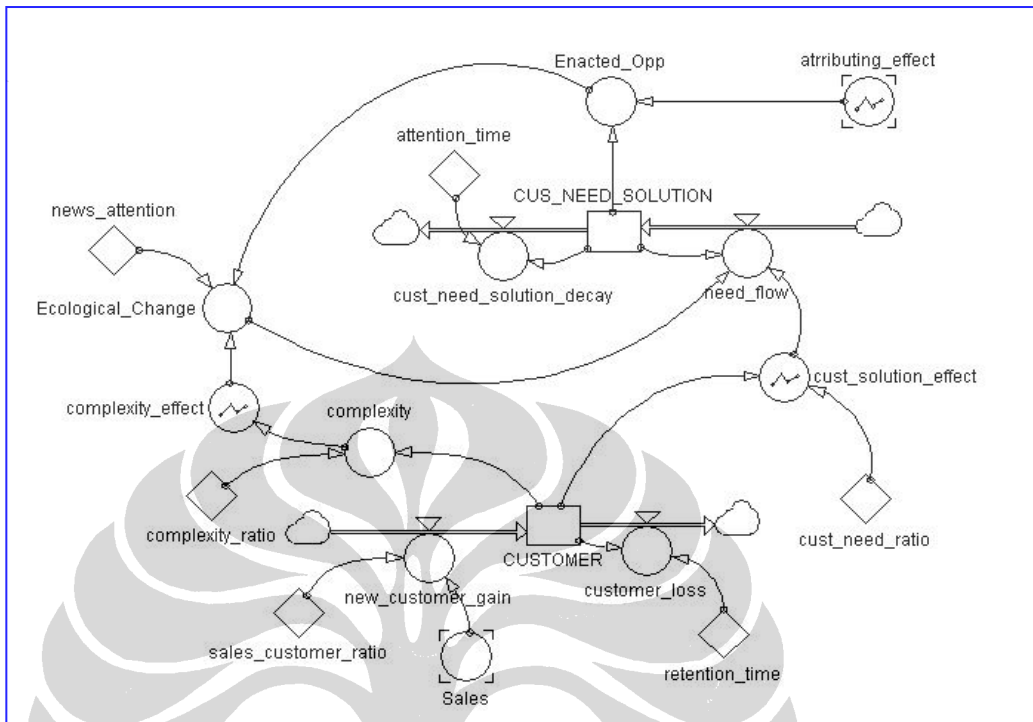 Enacted_Opp
atrributing_effect
attention_time
CUS_NEED_SOLUTION
news_attention
cust_need_solution_decay
need_flow
Ecological_Change
cust_solution_effect
complexity_effect
complexity
complexity_ratio
cust_need_ratio
CUSTOMER
new_customer_gain
customer_loss
sales_customer_ratio
retention_time
Sales